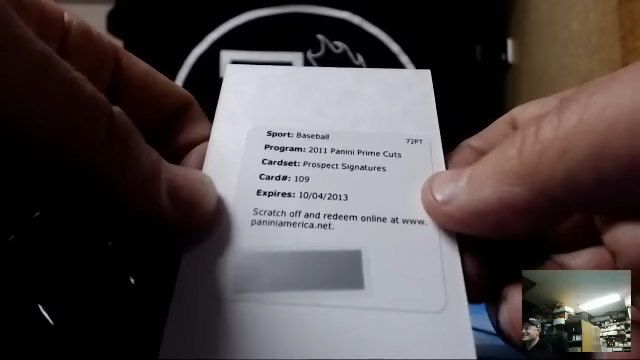 Sport: Baseball
72PT
Program: 2011 Panini Prime Cuts
Cardset: Prospect Signatures
Card#: 109
Expires: 10/04/2013
Scratch off and redeem online at www.
paniniamerica.net.